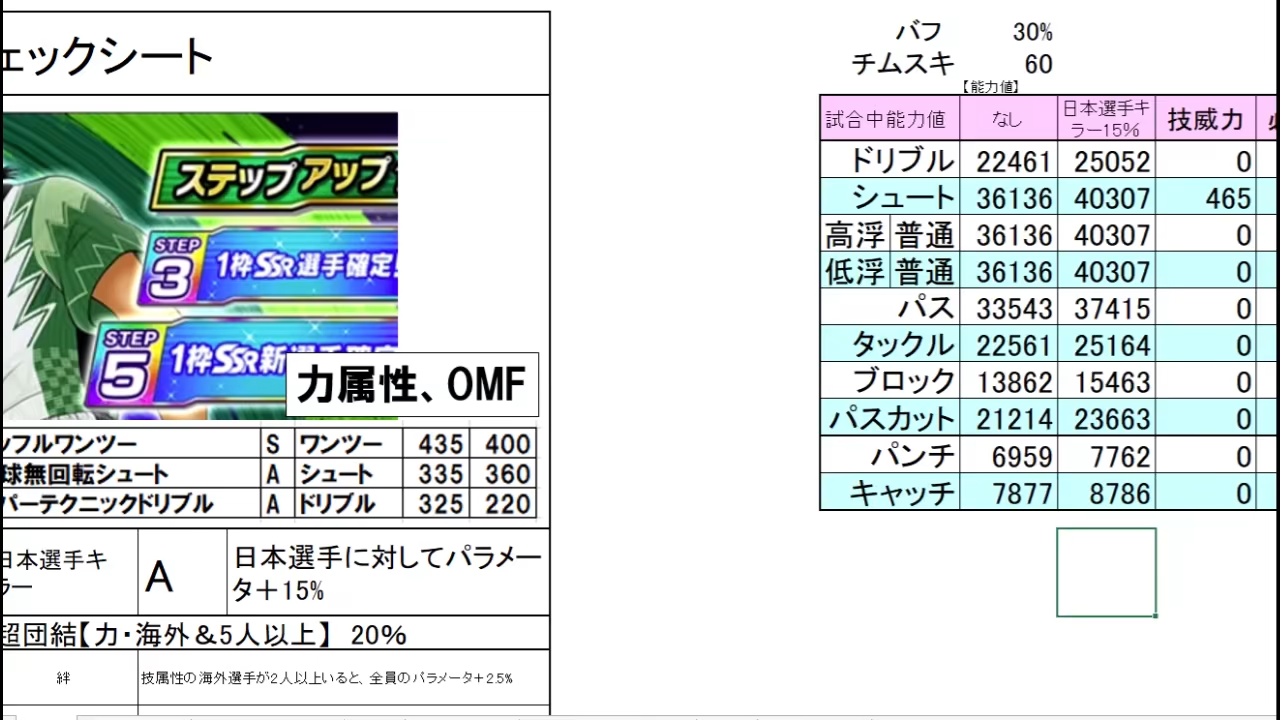 ェックシート
ステップアップ
STEP
3
1枠SSR選手確定!
STEP
5
1枠SSR新選手確定
力属性、OMF
ッフルワンツー S ワンツー 435 400
球無回転シュート A シュート 335 360
パーテクニックドリブル A ドリブル 325 220
日本選手キラー A 日本選手に対してパラメー
タ+15%
超団結【力・海外&5人以上】 20%
絆 技属性の海外選手が2人以上いると、全員のパラメータ+2.5%
バフ 30%
チムスキ 60
【能力値】
試合中能力値 なし 日本選手キラー15% 技威力
ドリブル 22461 25052 0
シュート 36136 40307 465
高浮 普通 36136 40307 0
低浮 普通 36136 40307 0
パス 33543 37415 0
タックル 22561 25164 0
ブロック 13862 15463 0
パスカット 21214 23663 0
パンチ 6959 7762 0
キャッチ 7877 8786 0